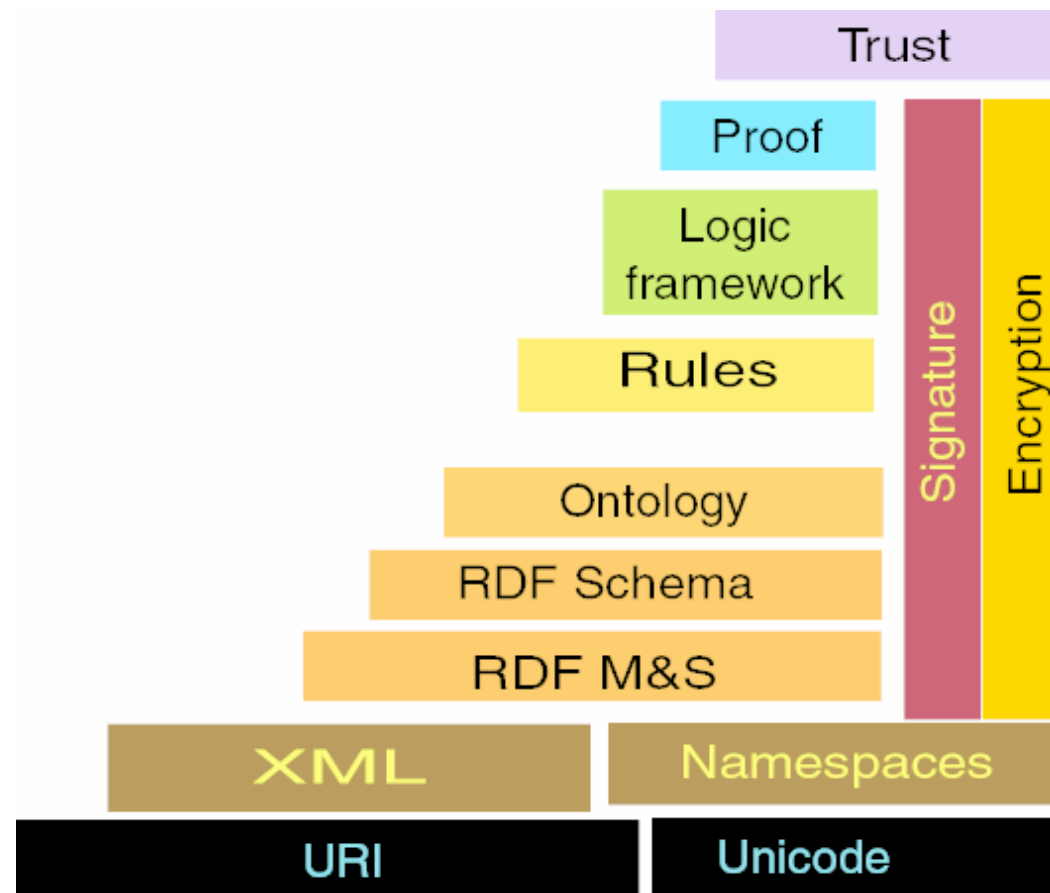 Trust
Proof
Logic
framework
Rules
Ontology
RDF Schema
RDF M&S
Signature
Encryption
XML
Namespaces
URI
Unicode